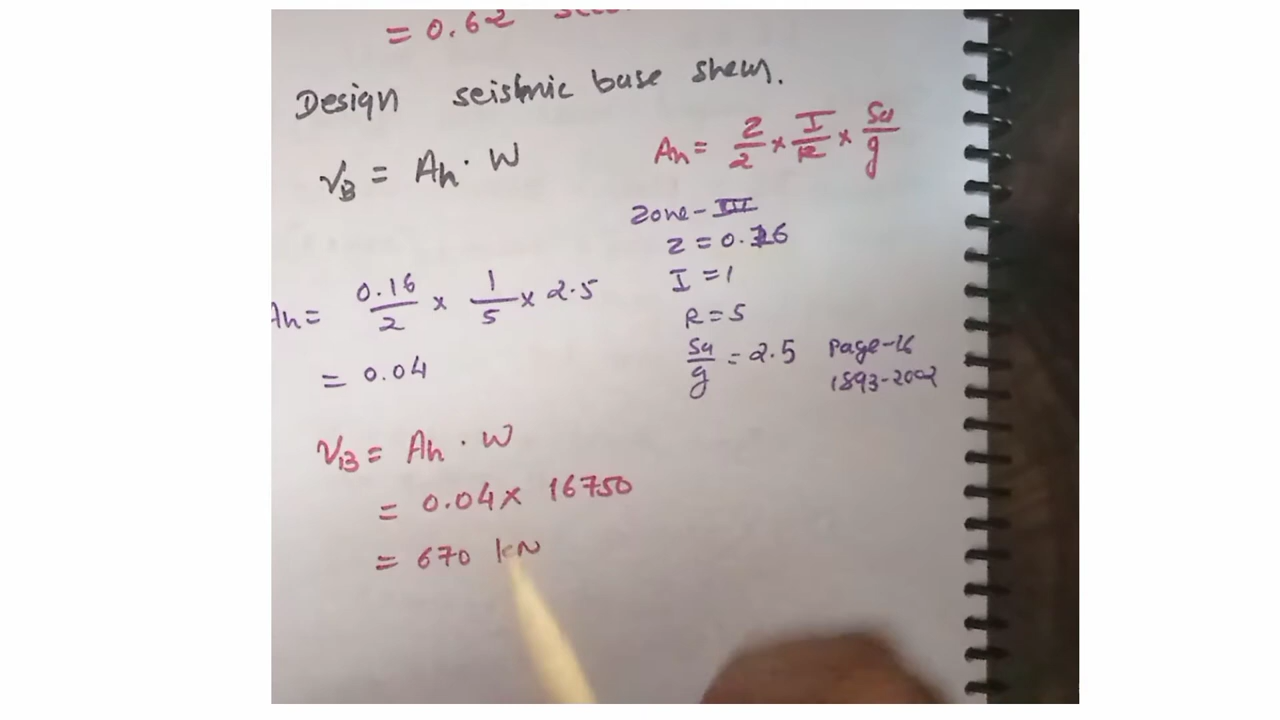 = 0.62
Design seismic base shear.
VB = Ah . W
Ah = Z/2 × I/R × Sa/g
Zone - III
Z = 0.16
I = 1
R = 5
Sa/g = 2.5 Page-16
1893-2002
Ah = 0.16/2 × 1/5 × 2.5
= 0.04
VB = Ah . W
= 0.04 × 16750
= 670 kN